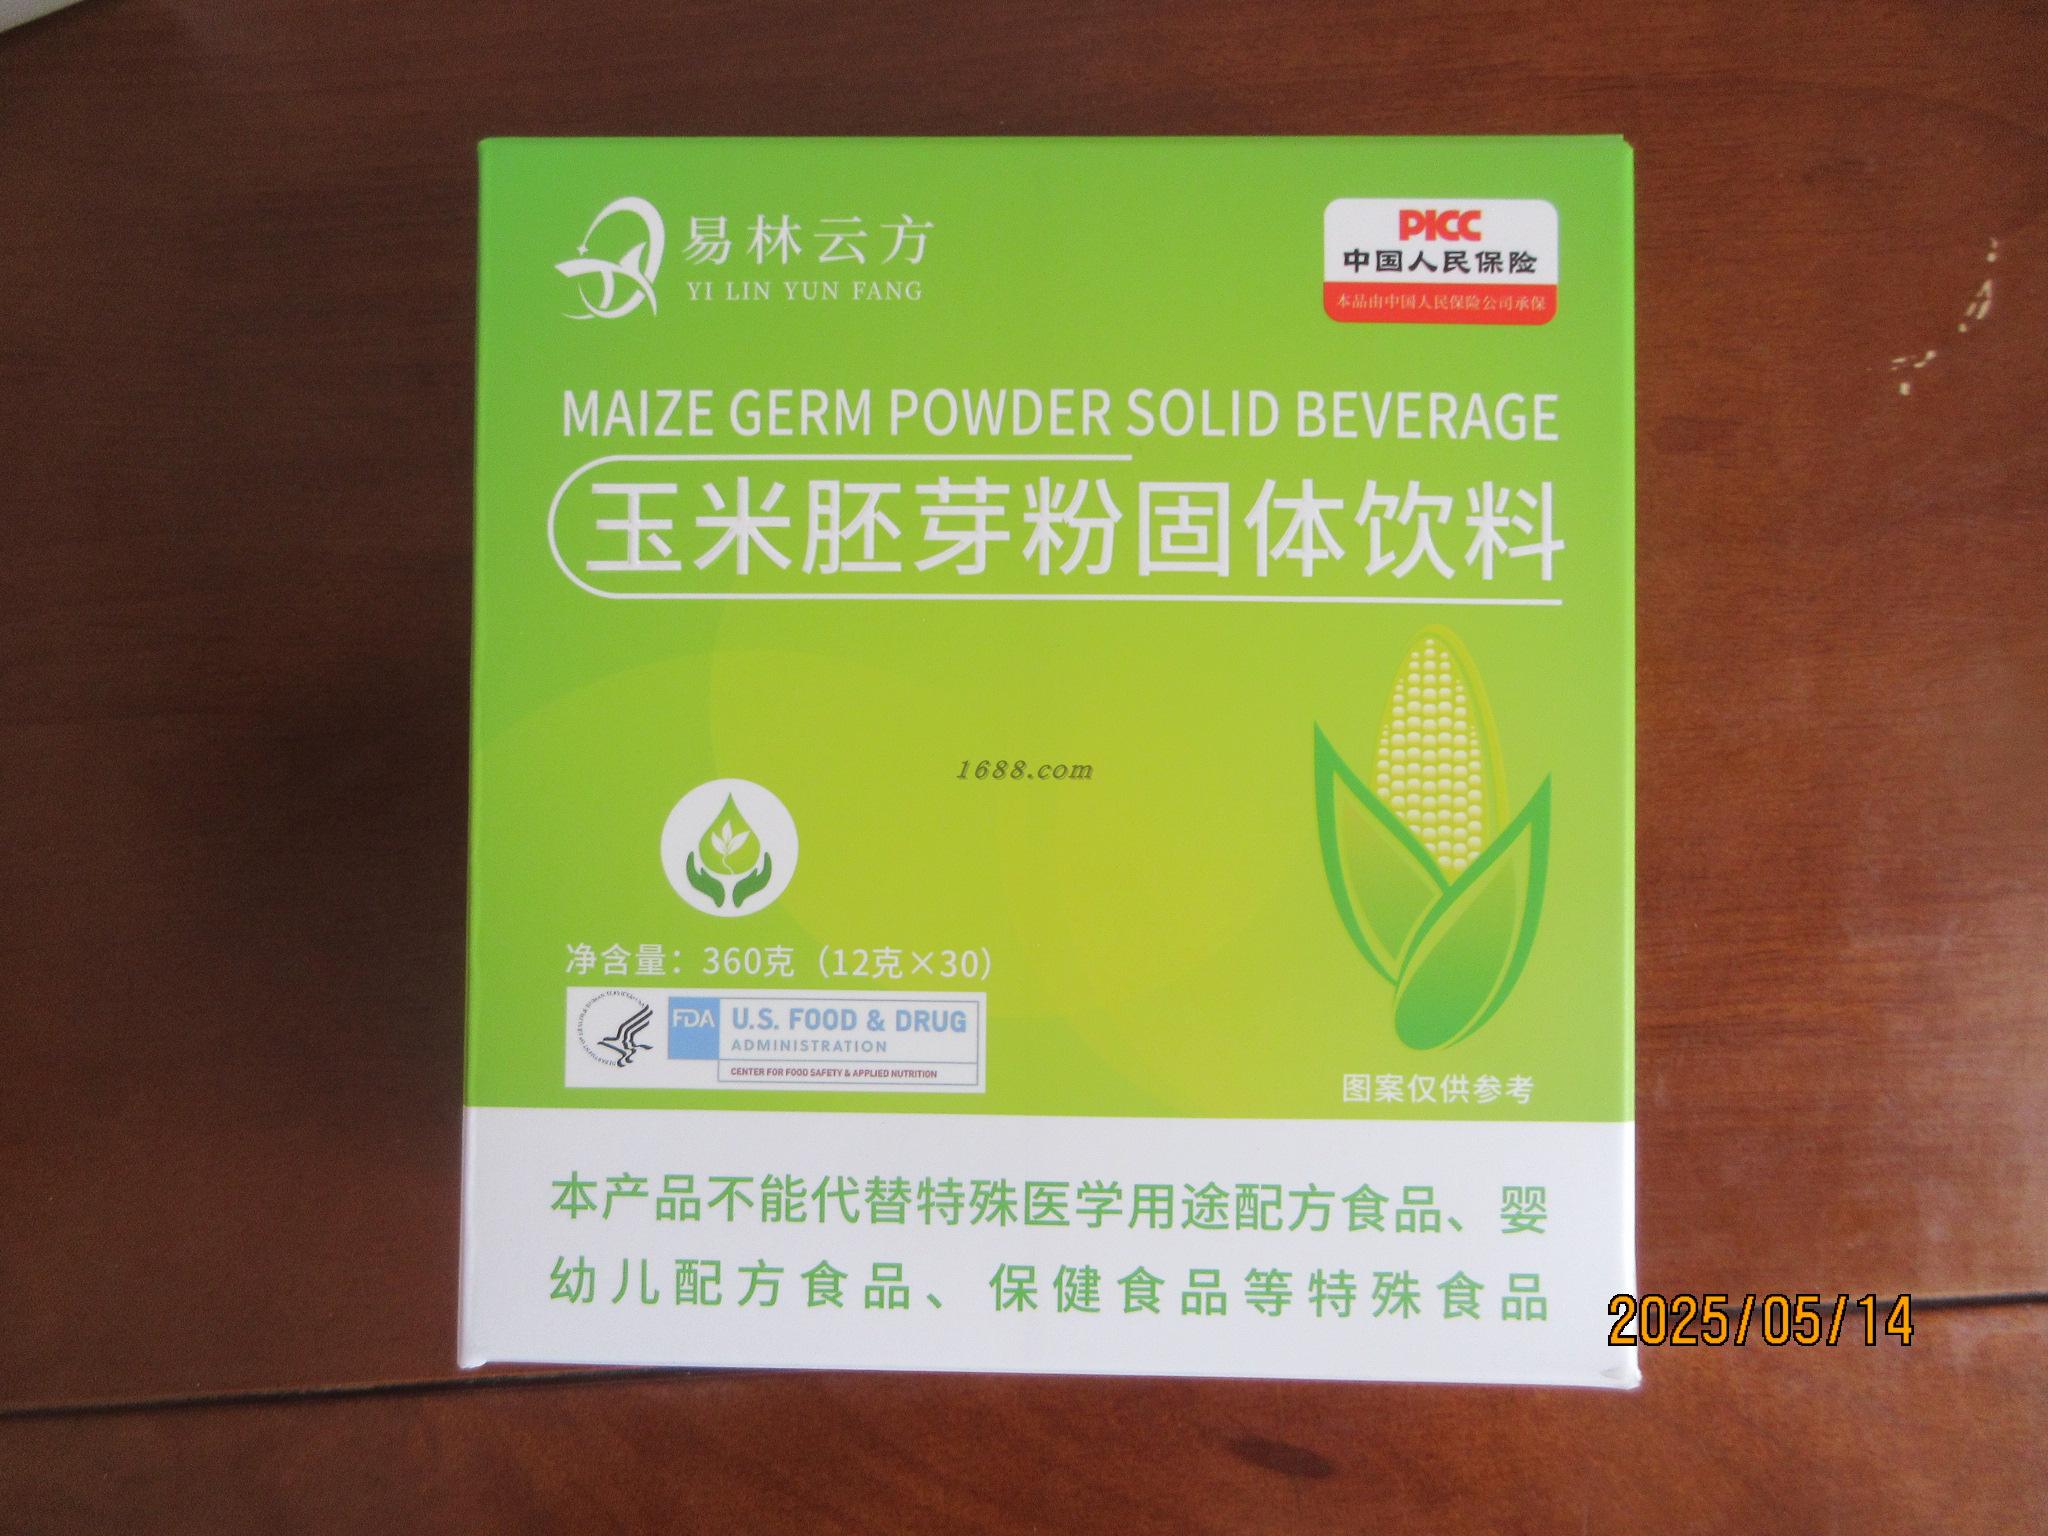 易林云方
YI LIN YUN FANG
PICC
中国人民保险
本品由中国人民保险公司承保
MAIZE GERM POWDER SOLID BEVERAGE
玉米胚芽粉固体饮料
1688.com
净含量：360克（12克×30）
FDA
U.S. FOOD & DRUG
ADMINISTRATION
CENTER FOR FOOD SAFETY & APPLIED NUTRITION
图案仅供参考
本产品不能代替特殊医学用途配方食品、婴
幼儿配方食品、保健食品等特殊食品
2025/05/14